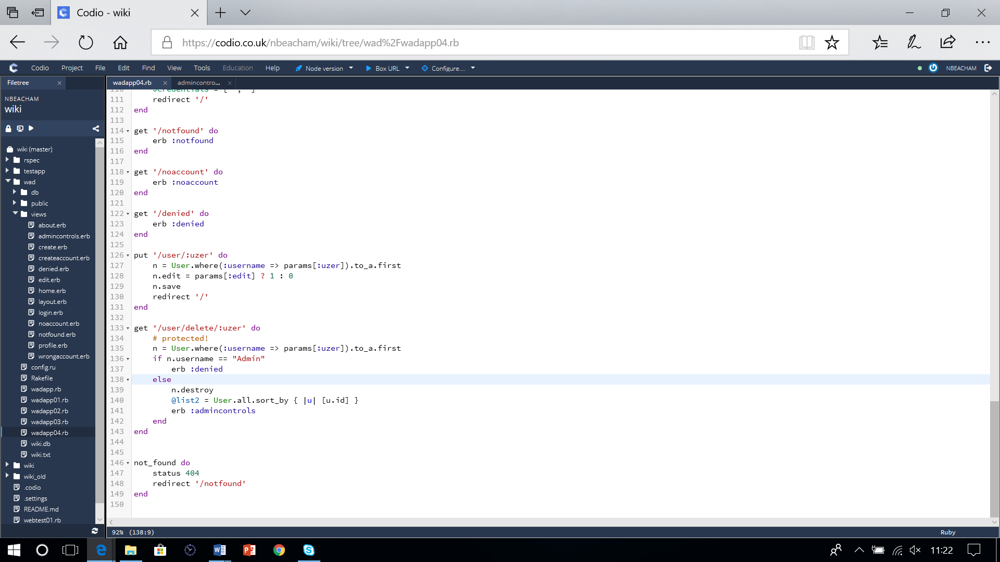 Codio - wiki
https://codio.co.uk/nbeacham/wiki/tree/wad%2Fwadapp04.rb
Codio Project File Edit Find View Tools Education Help Node version Box URL Configure.... NBEACHAM
Filetree
wadapp04.rb admincontro...
NBEACHAM
wiki
wiki (master)
rspec
testapp
wad
db
public
views
about.erb
admincontrols.erb
create.erb
createaccount.erb
denied.erb
edit.erb
home.erb
layout.erb
login.erb
noaccount.erb
notfound.erb
profile.erb
wrongaccount.erb
config.ru
Rakefile
wadapp.rb
wadapp01.rb
wadapp02.rb
wadapp03.rb
wadapp04.rb
wiki.db
wiki.txt
wiki
wiki_old
.codio
.settings
README.md
webtest01.rb
110 $credentials = ['','']
111 redirect '/'
112 end
113
114 get '/notfound' do
115 erb :notfound
116 end
117
118 get '/noaccount' do
119 erb :noaccount
120 end
121
122 get '/denied' do
123 erb :denied
124 end
125
126 put '/user/:uzer' do
127 n = User.where(:username => params[:uzer]).to_a.first
128 n.edit = params[:edit] ? 1 : 0
129 n.save
130 redirect '/'
131 end
132
133 get '/user/delete/:uzer' do
134 # protected!
135 n = User.where(:username => params[:uzer]).to_a.first
136 if n.username == "Admin"
137 erb :denied
138 else
139 n.destroy
140 @list2 = User.all.sort_by { |u| [u.id] }
141 erb :admincontrols
142 end
143 end
144
145
146 not_found do
147 status 404
148 redirect '/notfound'
149 end
150
92% (138:9)
Ruby
11:22